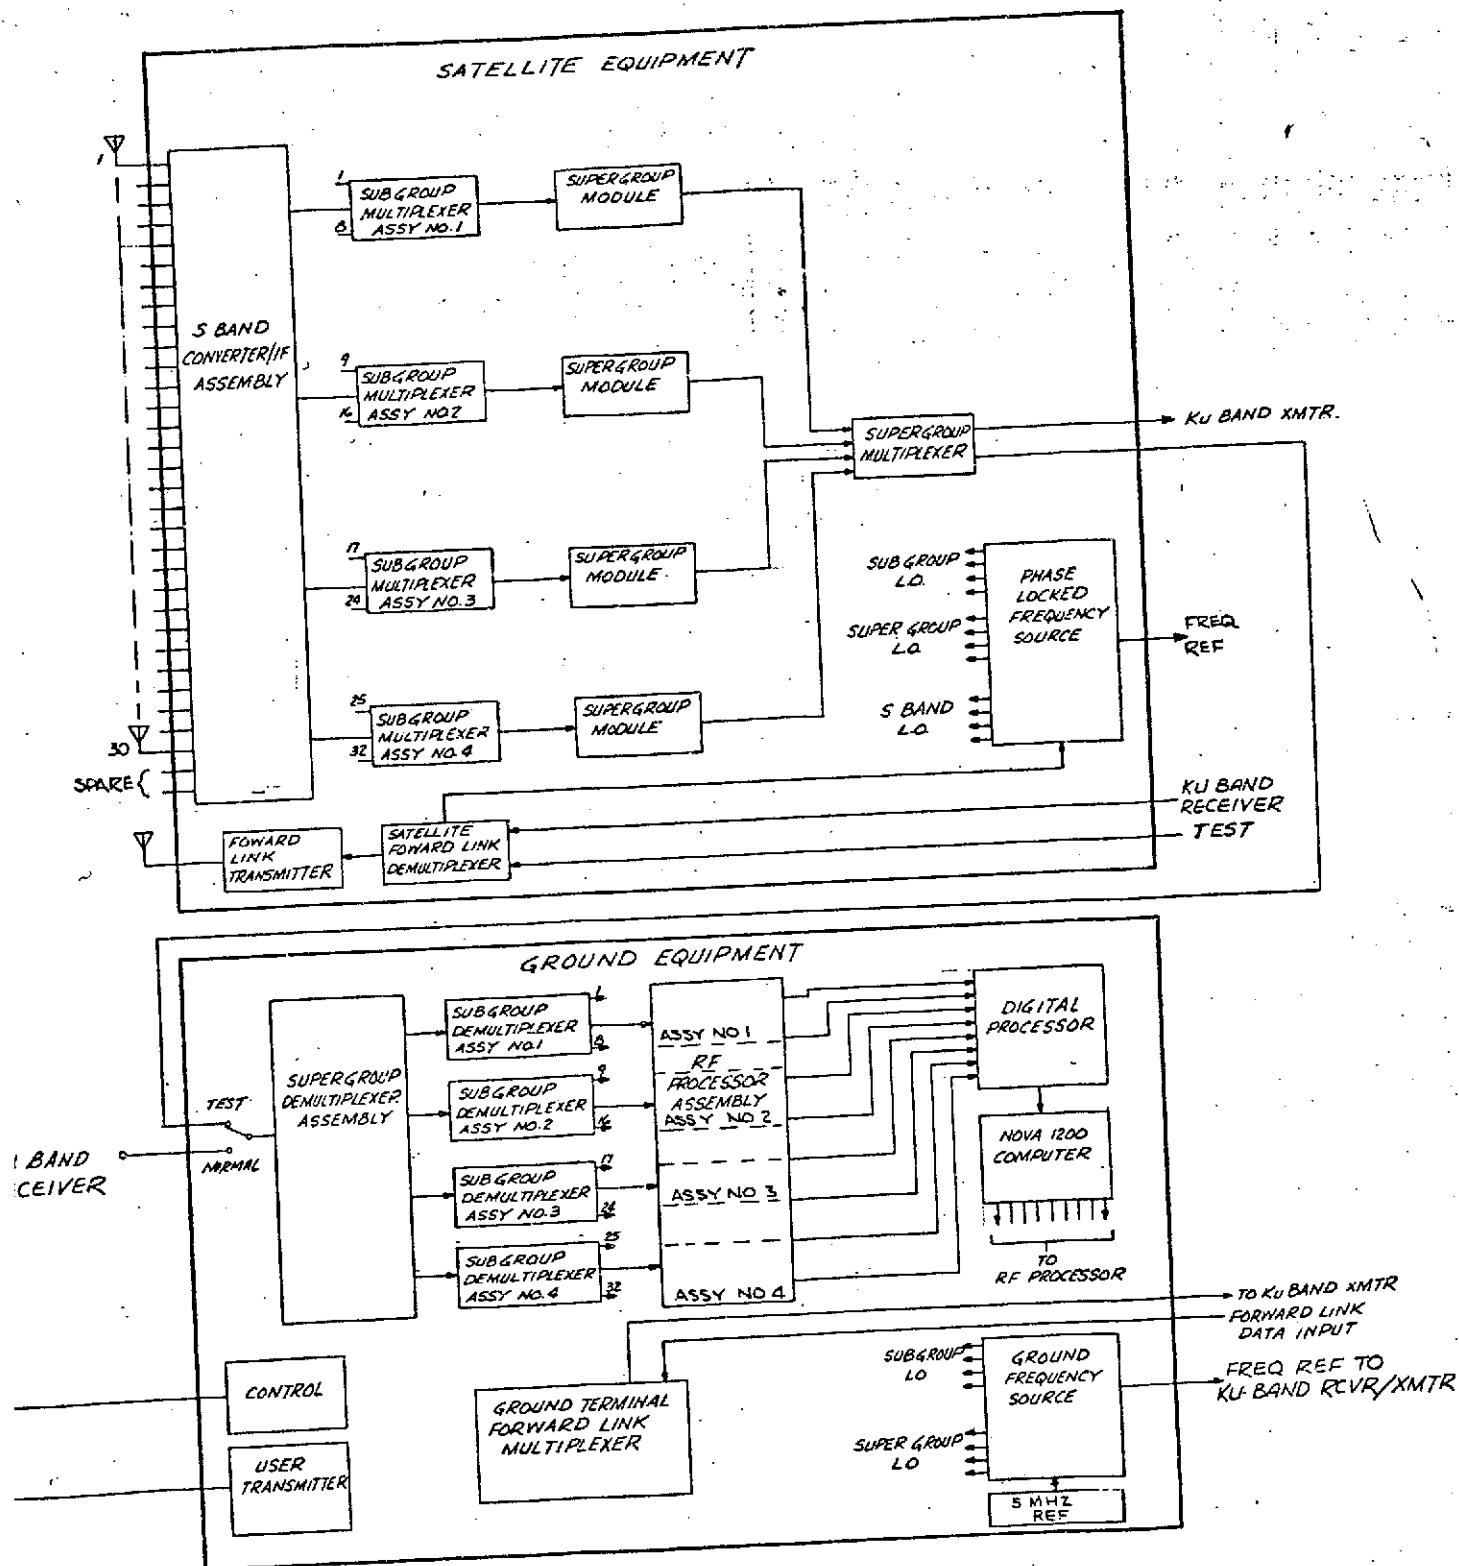 SATELLITE EQUIPMENT
1
S BAND
CONVERTER/IF
ASSEMBLY
30
SPARE
1
8
SUBGROUP
MULTIPLEXER
ASSY NO.1
SUPERGROUP
MODULE
9
16
SUBGROUP
MULTIPLEXER
ASSY NO.2
SUPERGROUP
MODULE
17
24
SUBGROUP
MULTIPLEXER
ASSY NO.3
SUPERGROUP
MODULE.
25
32
SUBGROUP
MULTIPLEXER
ASSY NO.4
SUPERGROUP
MODULE
SUPERGROUP
MULTIPLEXER
KU BAND XMTR.
SUBGROUP
L.O.
SUPER GROUP
L.O.
S BAND
L.O.
PHASE
LOCKED
FREQUENCY
SOURCE
FREQ
REF
KU BAND
RECEIVER
TEST
FOWARD
LINK
TRANSMITTER
SATELLITE
FOWARD LINK
DEMULTIPLEXER
GROUND EQUIPMENT
TEST
NORMAL
BAND
CEIVER
SUPERGROUP
DEMULTIPLEXER
ASSEMBLY
SUBGROUP
DEMULTIPLEXER
ASSY NO.1
1
8
SUBGROUP
DEMULTIPLEXER
ASSY NO.2
9
16
SUBGROUP
DEMULTIPLEXER
ASSY NO.3
17
24
SUBGROUP
DEMULTIPLEXER
ASSY NO.4
25
32
ASSY NO 1
RF
PROCESSOR
ASSEMBLY
ASSY NO 2
ASSY NO 3
ASSY NO 4
DIGITAL
PROCESSOR
NOVA 1200
COMPUTER
TO
RF PROCESSOR
TO KU BAND XMTR
FORWARD LINK
DATA INPUT
CONTROL
USER
TRANSMITTER
GROUND TERMINAL
FORWARD LINK
MULTIPLEXER
SUBGROUP
LO
SUPER GROUP
LO
GROUND
FREQUENCY
SOURCE
FREQ REF TO
KU-BAND RCVR/XMTR
5 MHZ
REF